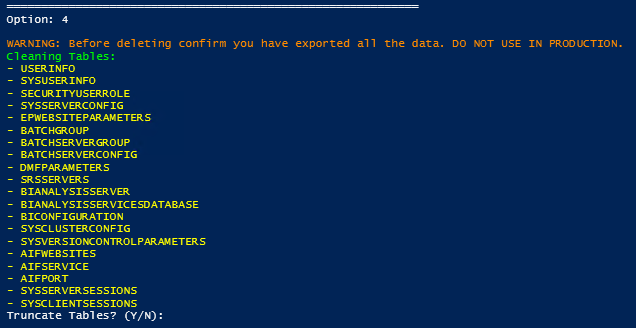 Option: 4
WARNING: Before deleting confirm you have exported all the data. DO NOT USE IN PRODUCTION.
Cleaning Tables:
- USERINFO
- SYSUSERINFO
- SECURITYUSERROLE
- SYSSERVERCONFIG
- EPWEBSITEPARAMETERS
- BATCHGROUP
- BATCHSERVERGROUP
- BATCHSERVERCONFIG
- DMFPARAMETERS
- SRSSERVERS
- BIANALYSISSERVER
- BIANALYSISSERVICESDATABASE
- BICONFIGURATION
- SYSCLUSTERCONFIG
- SYSVERSIONCONTROLPARAMETERS
- AIFWEBSITES
- AIFSERVICE
- AIFPORT
- SYSSERVERSESSIONS
- SYSCLIENTSESSIONS
Truncate Tables? (Y/N):